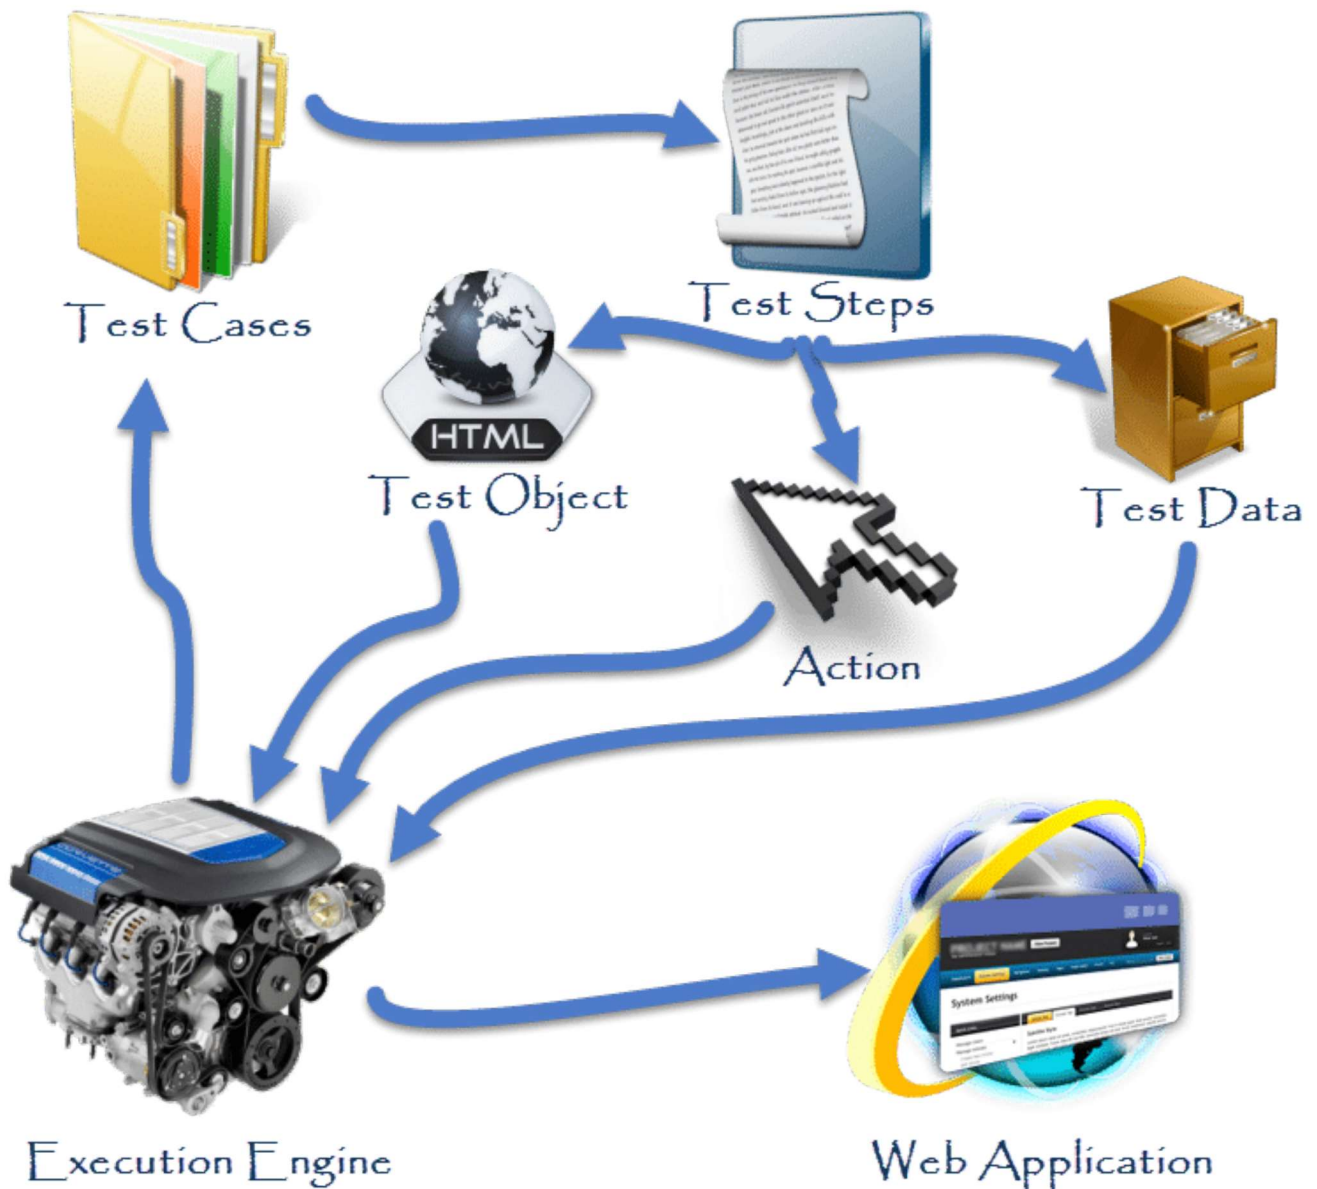 Test Cases
Test Steps
HTML
Test Object
Test Data
Action
System Settings
Execution Engine
Web Application